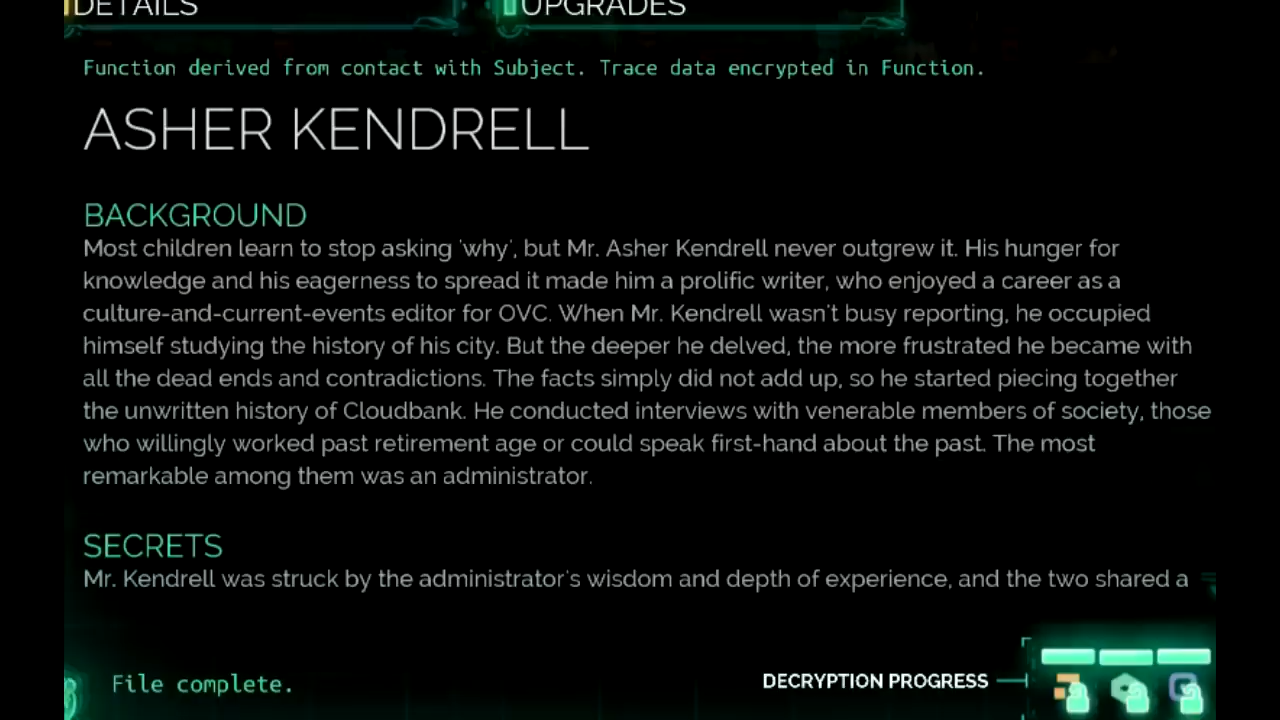 DETAILS
UPGRADES
Function derived from contact with Subject. Trace data encrypted in Function.
ASHER KENDRELL
BACKGROUND
Most children learn to stop asking 'why', but Mr. Asher Kendrell never outgrew it. His hunger for
knowledge and his eagerness to spread it made him a prolific writer, who enjoyed a career as a
culture-and-current-events editor for OVC. When Mr. Kendrell wasn't busy reporting, he occupied
himself studying the history of his city. But the deeper he delved, the more frustrated he became with
all the dead ends and contradictions. The facts simply did not add up, so he started piecing together
the unwritten history of Cloudbank. He conducted interviews with venerable members of society, those
who willingly worked past retirement age or could speak first-hand about the past. The most
remarkable among them was an administrator.
SECRETS
Mr. Kendrell was struck by the administrator's wisdom and depth of experience, and the two shared a
File complete.
DECRYPTION PROGRESS